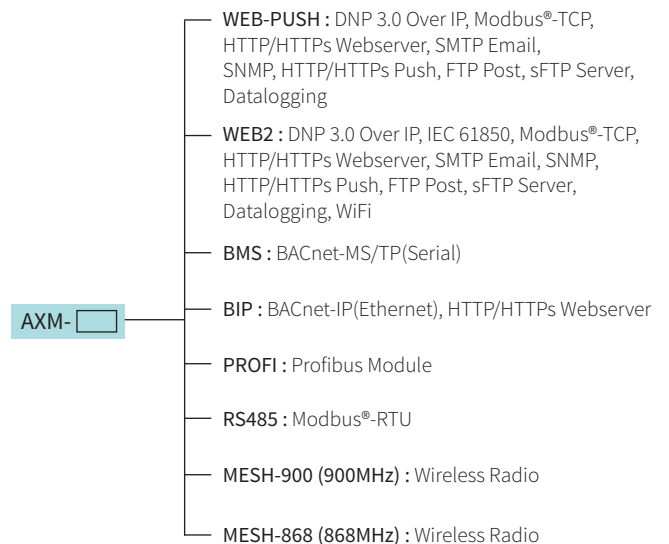 WEB-PUSH : DNP 3.0 Over IP, Modbus®-TCP,
HTTP/HTTPs Webserver, SMTP Email,
SNMP, HTTP/HTTPs Push, FTP Post, sFTP Server,
Datalogging
WEB2 : DNP 3.0 Over IP, IEC 61850, Modbus®-TCP,
HTTP/HTTPs Webserver, SMTP Email, SNMP,
HTTP/HTTPs Push, FTP Post, sFTP Server,
Datalogging, WiFi
BMS : BACnet-MS/TP(Serial)
AXM-
BIP : BACnet-IP(Ethernet), HTTP/HTTPs Webserver
PROFI : Profibus Module
RS485 : Modbus®-RTU
MESH-900 (900MHz) : Wireless Radio
MESH-868 (868MHz) : Wireless Radio